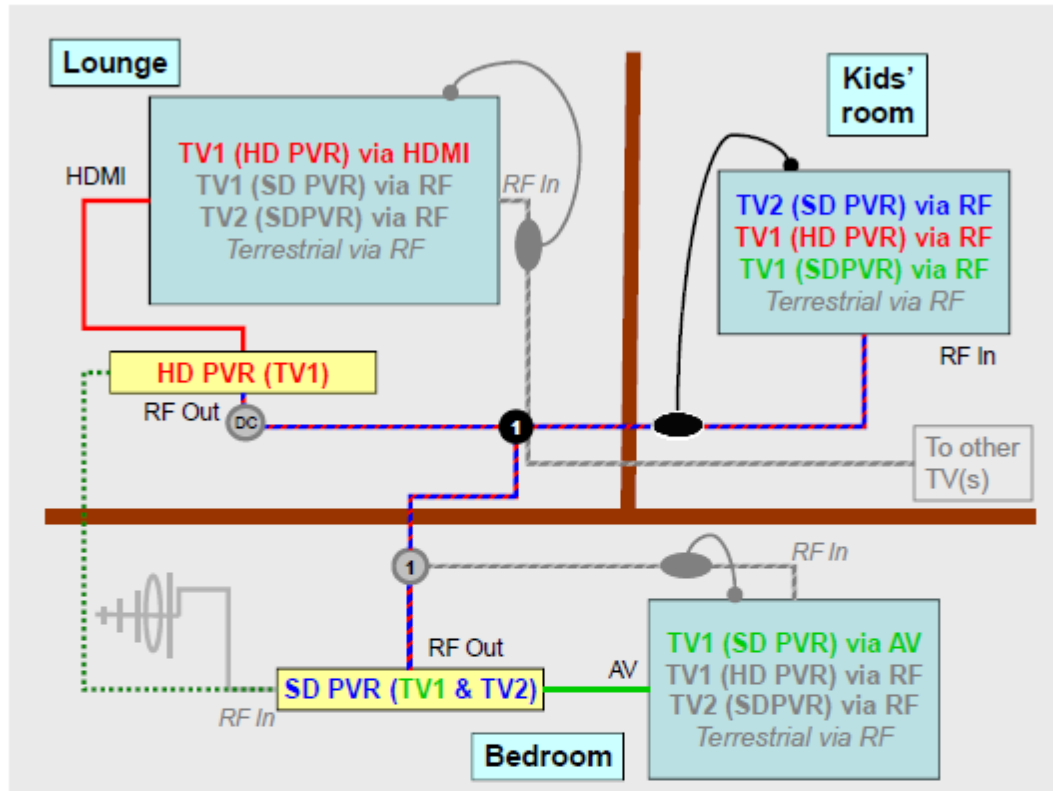 Lounge
HDMI
TV1 (HD PVR) via HDMI
TV1 (SD PVR) via RF
TV2 (SDPVR) via RF
Terrestrial via RF
RF In
Kids’
room
TV2 (SD PVR) via RF
TV1 (HD PVR) via RF
TV1 (SDPVR) via RF
Terrestrial via RF
RF In
HD PVR (TV1)
RF Out
DC
1
To other
TV(s)
1
RF In
RF Out
SD PVR (TV1 & TV2)
RF In
AV
TV1 (SD PVR) via AV
TV1 (HD PVR) via RF
TV2 (SDPVR) via RF
Terrestrial via RF
Bedroom